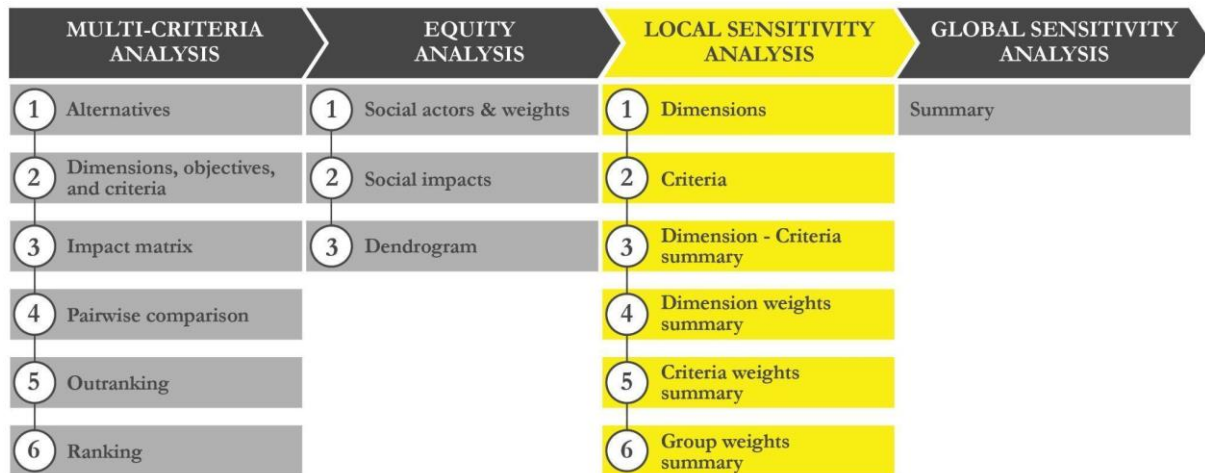 MULTI-CRITERIA
ANALYSIS
1 Alternatives
2 Dimensions, objectives,
and criteria
3 Impact matrix
4 Pairwise comparison
5 Outranking
6 Ranking
EQUITY
ANALYSIS
1 Social actors & weights
2 Social impacts
3 Dendrogram
LOCAL SENSITIVITY
ANALYSIS
1 Dimensions
2 Criteria
3 Dimension - Criteria
summary
4 Dimension weights
summary
5 Criteria weights
summary
6 Group weights
summary
GLOBAL SENSITIVITY
ANALYSIS
Summary